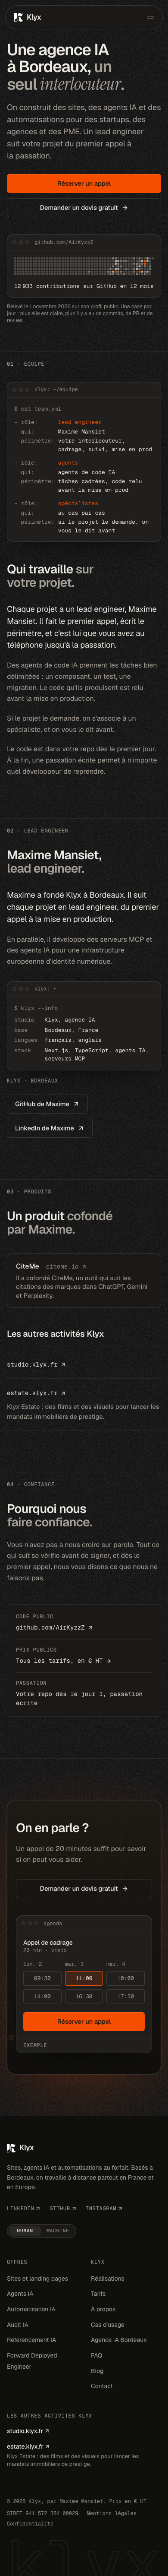 Klyx
Une agence IA
à Bordeaux, un
seul interlocuteur.
On construit des sites, des agents IA et des
automatisations pour des startups, des
agences et des PME. Un lead engineer
suit votre projet du premier appel à
la passation.
Réserver un appel
Demander un devis gratuit →
github.com/AirKyzzZ
12 933 contributions sur GitHub en 12 mois
Relevé le 1 novembre 2026 sur son profil public. Une case par
jour : plus elle est claire, plus il y a eu de commits, de PR et de
revues.
01 · ÉQUIPE
klyx: ~/équipe
$ cat team.yml
- rôle: lead engineer
qui: Maxime Mansiet
périmètre: votre interlocuteur,
cadrage, suivi, mise en prod
- rôle: agents
qui: agents de code IA
périmètre: tâches cadrées, code relu
avant la mise en prod
- rôle: spécialistes
qui: au cas par cas
périmètre: si le projet le demande, on
vous le dit avant
Qui travaille sur
votre projet.
Chaque projet a un lead engineer, Maxime
Mansiet. Il fait le premier appel, écrit le
périmètre, et c'est lui que vous avez au
téléphone jusqu'à la passation.
Des agents de code IA prennent les tâches bien
délimitées : un composant, un test, une
migration. Le code qu'ils produisent est relu
avant la mise en production.
Si le projet le demande, on s'associe à un
spécialiste, et on vous le dit avant.
Le code est dans votre repo dès le premier jour.
À la fin, une passation écrite permet à n'importe
quel développeur de reprendre.
02 · LEAD ENGINEER
Maxime Mansiet,
lead engineer.
Maxime a fondé Klyx à Bordeaux. Il suit
chaque projet en lead engineer, du premier
appel à la mise en production.
En parallèle, il développe des serveurs MCP et
des agents IA pour une infrastructure
européenne d'identité numérique.
klyx: ~
$ klyx --info
studio Klyx, agence IA
base Bordeaux, France
langues français, anglais
stack Next.js, TypeScript, agents IA,
serveurs MCP
KLYX · BORDEAUX
GitHub de Maxime ↗
LinkedIn de Maxime ↗
03 · PRODUITS
Un produit cofondé
par Maxime.
CiteMe citeme.io ↗
Il a cofondé CiteMe, un outil qui suit les
citations des marques dans ChatGPT, Gemini
et Perplexity.
Les autres activités Klyx
studio.klyx.fr ↗
estate.klyx.fr ↗
Klyx Estate : des films et des visuels pour lancer les
mandats immobiliers de prestige.
04 · CONFIANCE
Pourquoi nous
faire confiance.
Vous n'avez pas à nous croire sur parole. Tout ce
qui suit se vérifie avant de signer, et dès le
premier appel, nous vous disons ce que nous ne
faisons pas.
CODE PUBLIC
github.com/AirKyzzZ ↗
PRIX PUBLICS
Tous les tarifs, en € HT →
PASSATION
Votre repo dès le jour 1, passation
écrite
On en parle ?
Un appel de 20 minutes suffit pour savoir
si on peut vous aider.
Demander un devis gratuit →
agenda
Appel de cadrage
20 min · visio
lun. 2 mar. 3 mer. 4
09:30 11:00 10:00
14:00 16:30 17:30
Réserver un appel
EXEMPLE
Klyx
Sites, agents IA et automatisations au forfait. Basés à
Bordeaux, on travaille à distance partout en France et
en Europe.
LINKEDIN ↗ GITHUB ↗ INSTAGRAM ↗
HUMAN MACHINE
OFFRES KLYX
Sites et landing pages Réalisations
Agents IA Tarifs
Automatisation IA À propos
Audit IA Cas d'usage
Référencement IA Agence IA Bordeaux
Forward Deployed FAQ
Engineer
Blog
Contact
LES AUTRES ACTIVITÉS KLYX
studio.klyx.fr ↗
estate.klyx.fr ↗
Klyx Estate : des films et des visuels pour lancer les
mandats immobiliers de prestige.
© 2026 Klyx, par Maxime Mansiet. Prix en € HT.
SIRET 941 572 364 00029 Mentions légales
Confidentialité
klyx